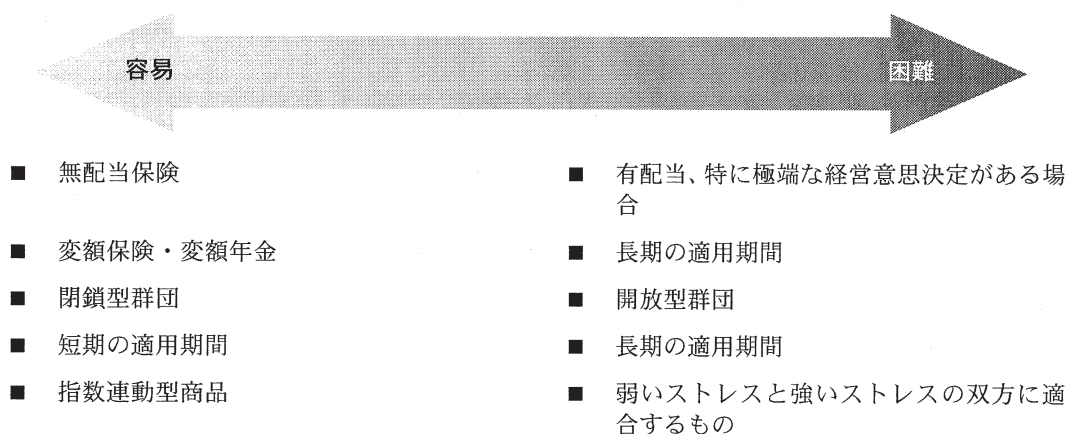 容易
困難
■ 無配当保険
■ 有配当、特に極端な経営意思決定がある場
合
■ 変額保険・変額年金
■ 長期の適用期間
■ 閉鎖型群団
■ 開放型群団
■ 短期の適用期間
■ 長期の適用期間
■ 指数連動型商品
■ 弱いストレスと強いストレスの双方に適
合するもの